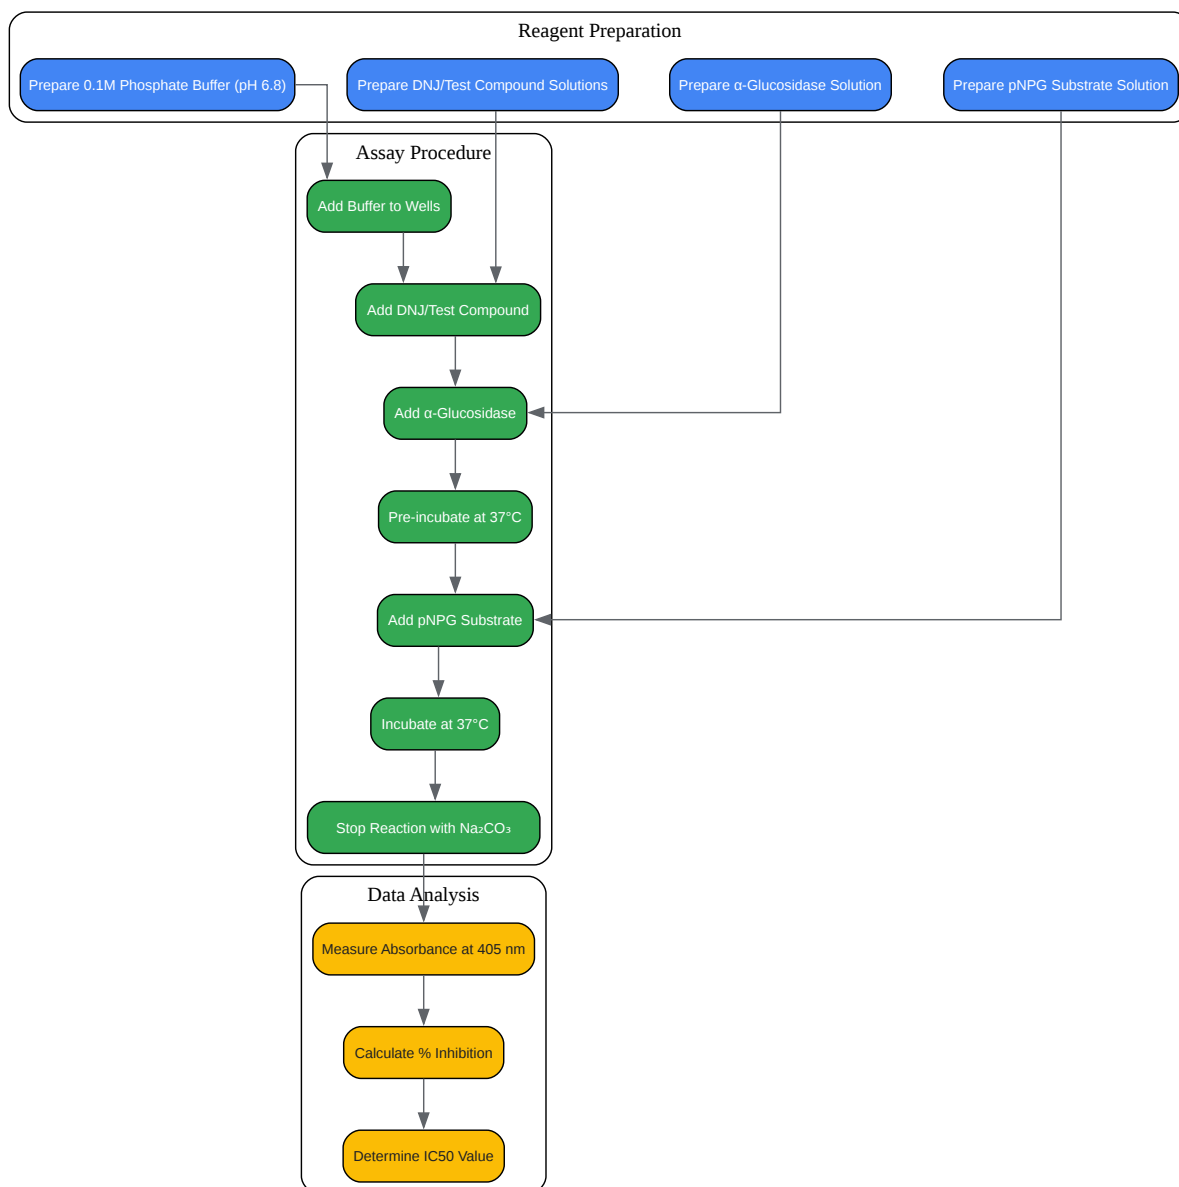 Reagent Preparation
Prepare 0.1M Phosphate Buffer (pH 6.8)
Prepare DNJ/Test Compound Solutions
Prepare α-Glucosidase Solution
Prepare pNPG Substrate Solution
Assay Procedure
Add Buffer to Wells
Add DNJ/Test Compound
Add α-Glucosidase
Pre-incubate at 37°C
Add pNPG Substrate
Incubate at 37°C
Stop Reaction with Na₂CO₃
Data Analysis
Measure Absorbance at 405 nm
Calculate % Inhibition
Determine IC50 Value